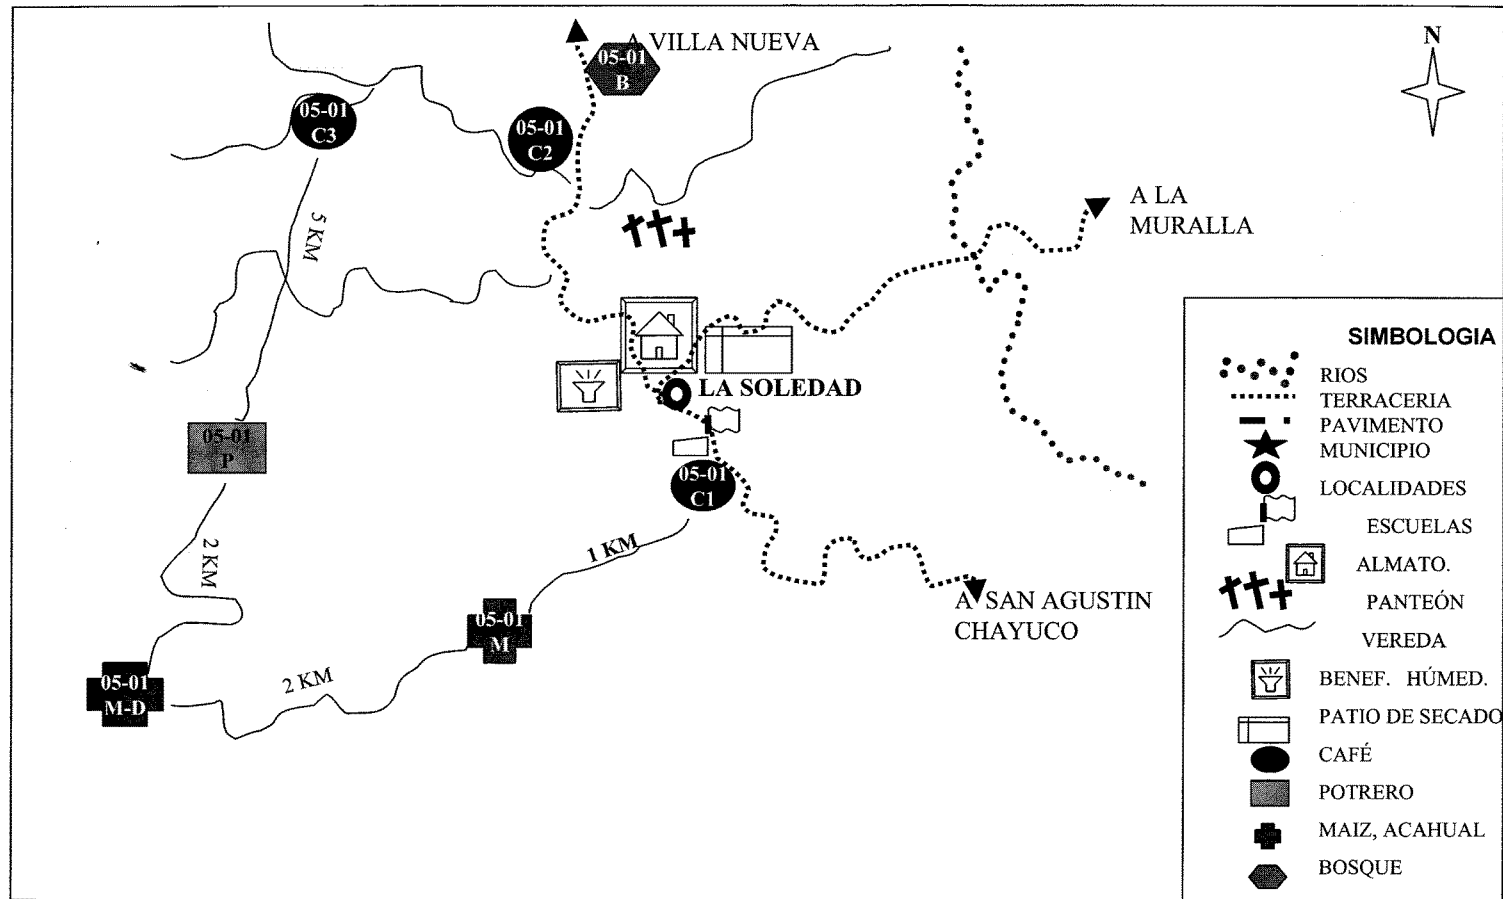 A VILLA NUEVA
05-01
B
N
05-01
C3
05-01
C2
A LA
MURALLA
5 KM
LA SOLEDAD
05-01
P
05-01
C1
2 KM
1 KM
A SAN AGUSTIN
CHAYUCO
05-01
M
2 KM
05-01
M-D
SIMBOLOGIA
RIOS
TERRACERIA
PAVIMENTO
MUNICIPIO
LOCALIDADES
ESCUELAS
ALMATO.
PANTEÓN
VEREDA
BENEF. HÚMED.
PATIO DE SECADO
CAFÉ
POTRERO
MAIZ, ACAHUAL
BOSQUE